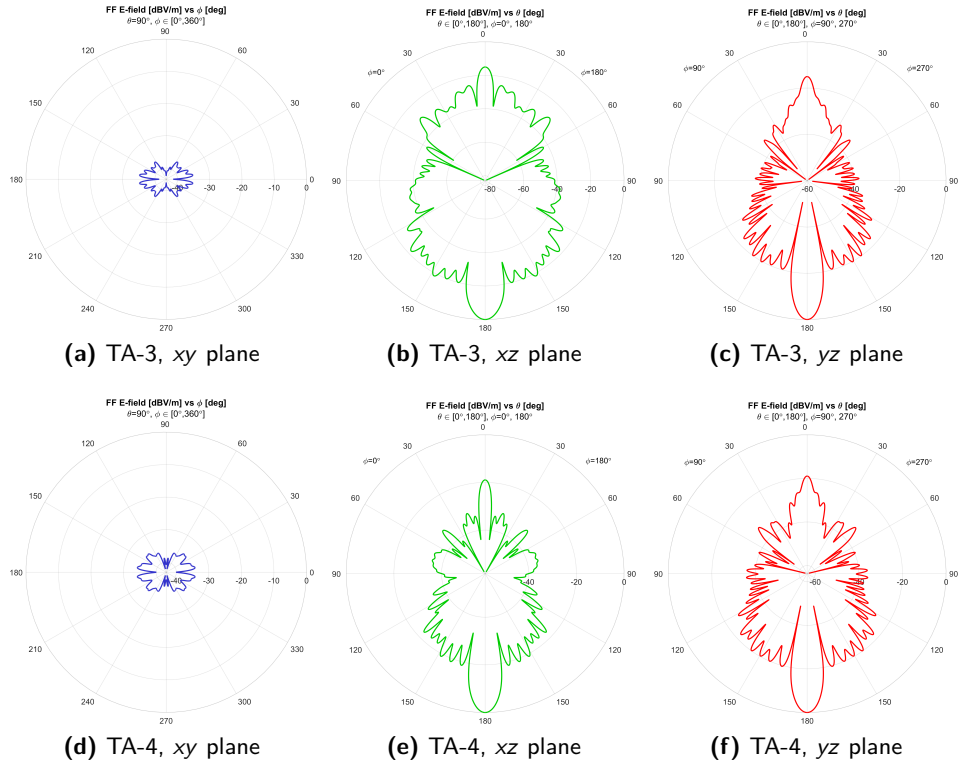 FF E-field [dBV/m] vs ϕ [deg]
θ=90°, ϕ ∈ [0°,360°]
90
120 60
150 30
180 -40 -30 -20 -10 0
210 330
240 300
270
(a) TA-3, xy plane
FF E-field [dBV/m] vs θ [deg]
θ ∈ [0°,180°], ϕ=0°, 180°
0
30 30
ϕ=0° ϕ=180°
60 60
90 -80 -60 -40 -20 0 90
120 120
150 150
180
(b) TA-3, xz plane
FF E-field [dBV/m] vs θ [deg]
θ ∈ [0°,180°], ϕ=90°, 270°
0
30 30
ϕ=90° ϕ=270°
60 60
90 -60 -40 -20 0 90
120 120
150 150
180
(c) TA-3, yz plane
FF E-field [dBV/m] vs ϕ [deg]
θ=90°, ϕ ∈ [0°,360°]
90
120 60
150 30
180 -40 -30 -20 -10 0
210 330
240 300
270
(d) TA-4, xy plane
FF E-field [dBV/m] vs θ [deg]
θ ∈ [0°,180°], ϕ=0°, 180°
0
30 30
ϕ=0° ϕ=180°
60 60
90 -60 -40 -20 0 90
120 120
150 150
180
(e) TA-4, xz plane
FF E-field [dBV/m] vs θ [deg]
θ ∈ [0°,180°], ϕ=90°, 270°
0
30 30
ϕ=90° ϕ=270°
60 60
90 -60 -40 -20 0 90
120 120
150 150
180
(f) TA-4, yz plane